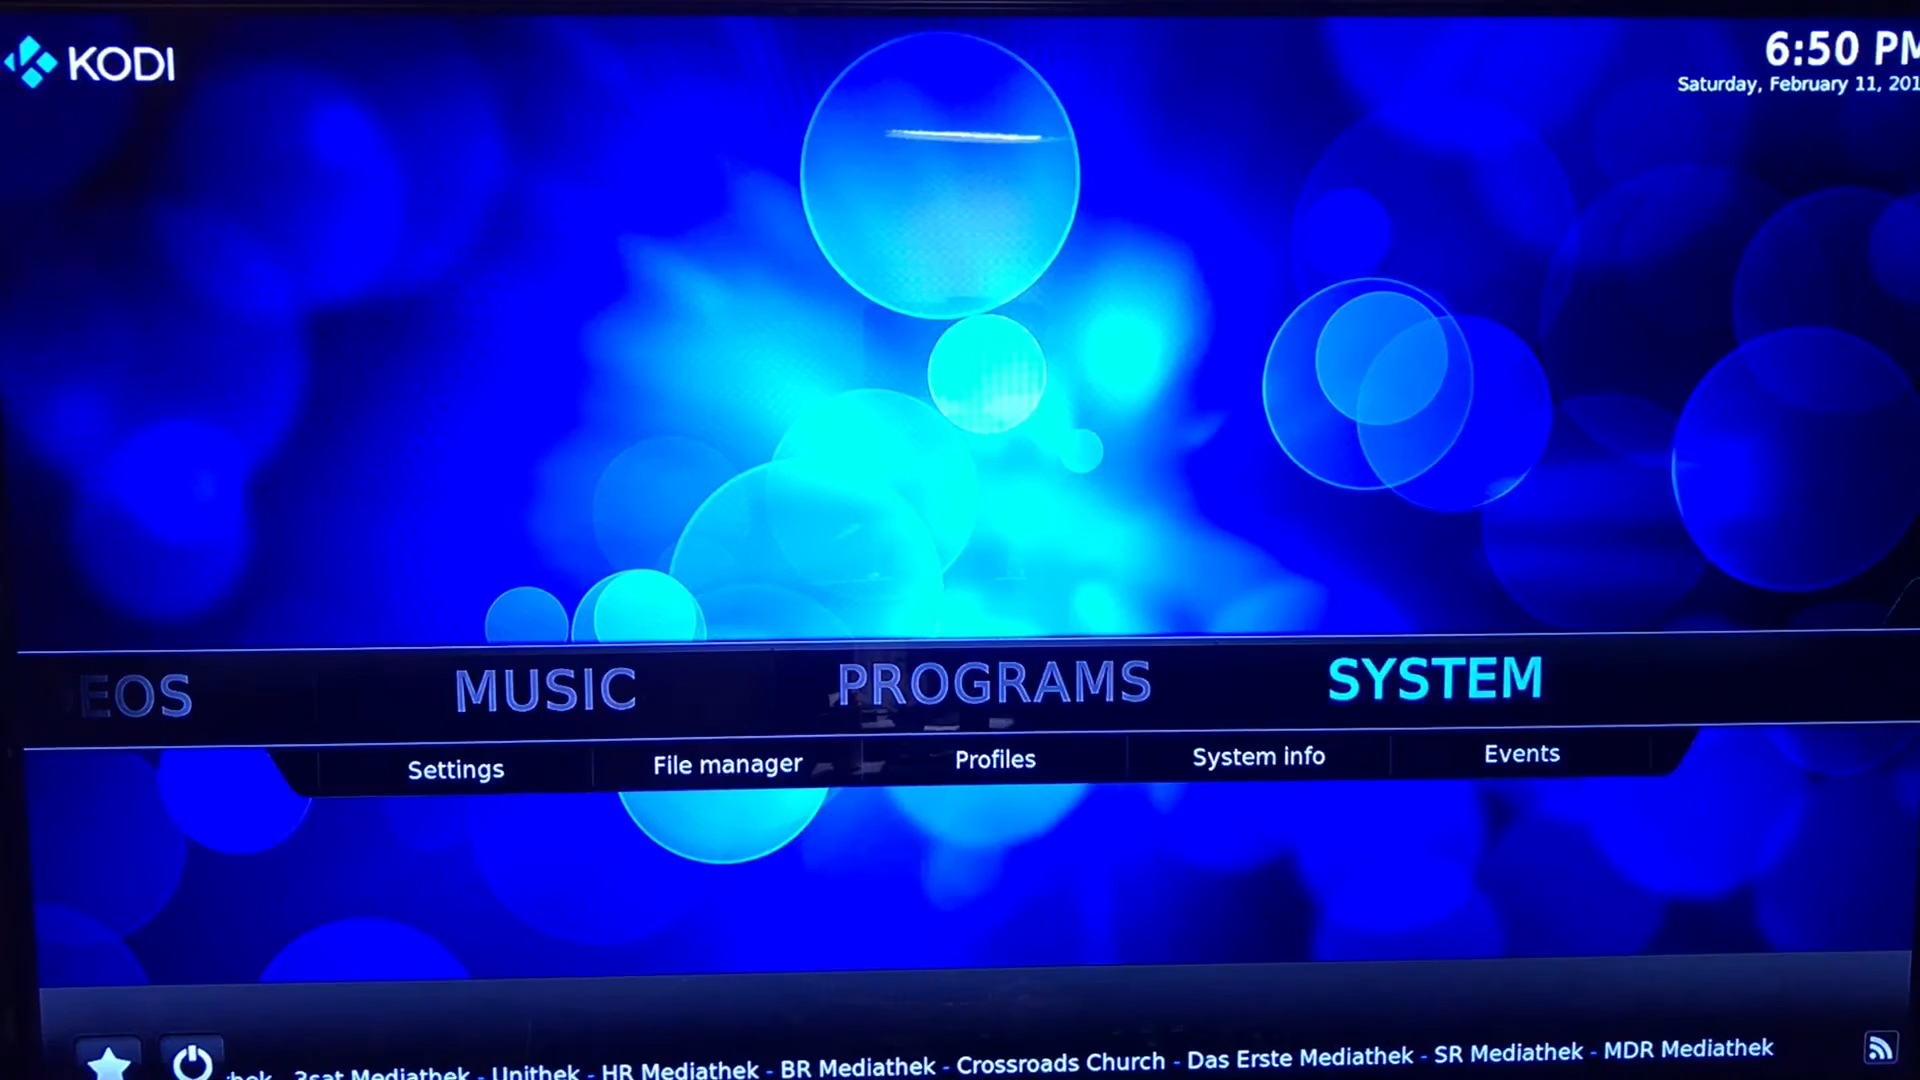 KODI
6:50 PM
Saturday, February 11, 201
EOS MUSIC PROGRAMS SYSTEM
Settings File manager Profiles System info Events
3sat Mediathek - Unithek - HR Mediathek - BR Mediathek - Crossroads Church - Das Erste Mediathek - SR Mediathek - MDR Mediathek